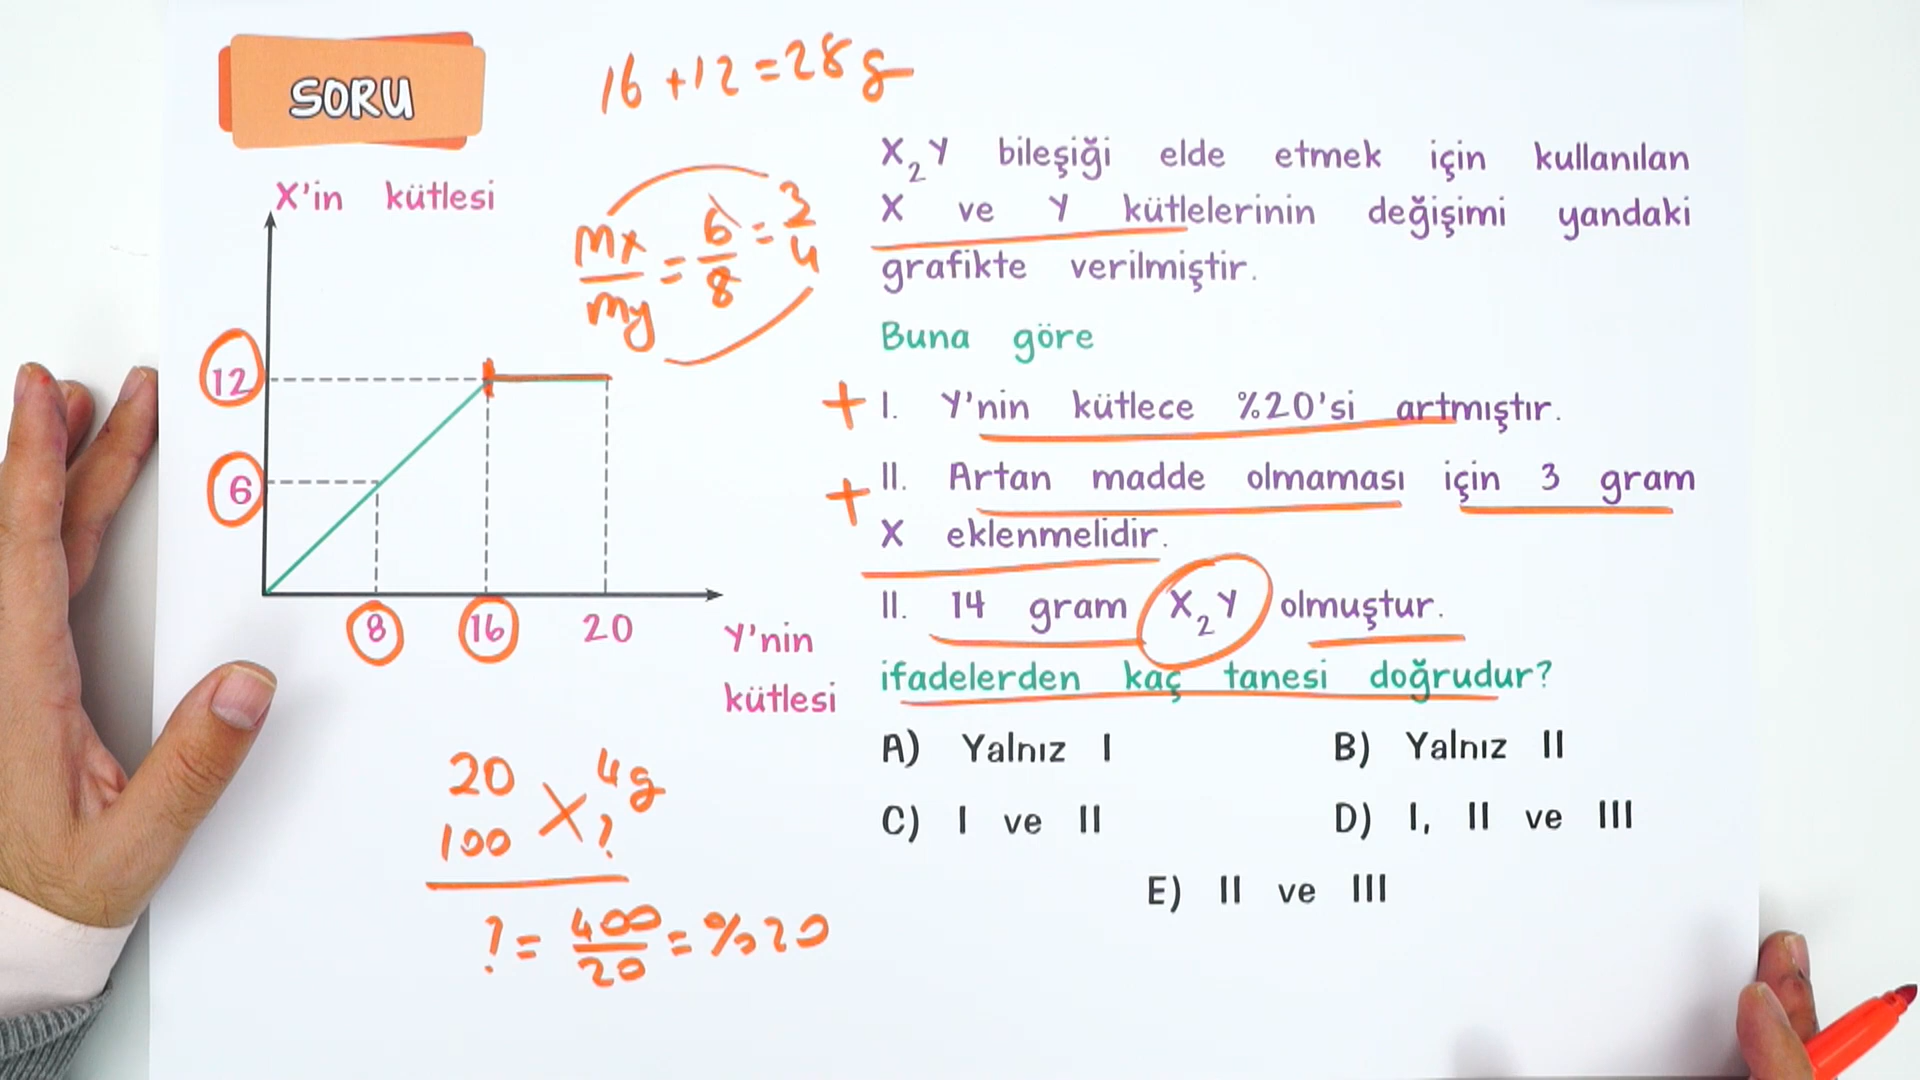 SORU
16 + 12 = 28 g
X'in kütlesi
12
6
8
16
20
Y'nin
kütlesi
mx/my = 6/8 = 3/4
X₂Y bileşiği elde etmek için kullanılan
X ve Y kütlelerinin değişimi yandaki
grafikte verilmiştir.
Buna göre
+ I. Y'nin kütlece %20'si artmıştır.
+ II. Artan madde olmaması için 3 gram
X eklenmelidir.
II. 14 gram X₂Y olmuştur.
ifadelerden kaç tanesi doğrudur?
A) Yalnız I
B) Yalnız II
C) I ve II
D) I, II ve III
E) II ve III
20 4g
100 ?
? = 400/20 = %20